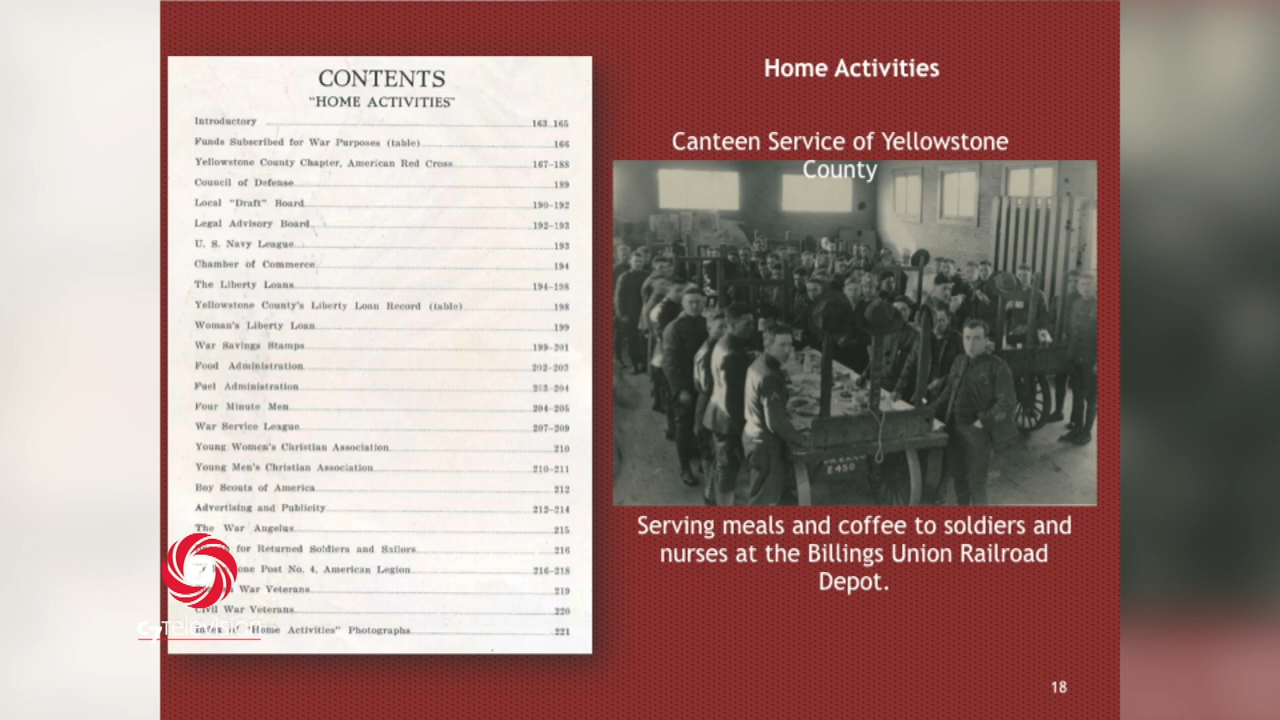 CONTENTS
"HOME ACTIVITIES"
Introductory 163-165
Funds Subscribed for War Purposes (table) 166
Yellowstone County Chapter, American Red Cross 167-188
Council of Defense 189
Local "Draft" Board 190-192
Legal Advisory Board 192-193
U. S. Navy League 193
Chamber of Commerce 194
The Liberty Loans 194-198
Yellowstone County's Liberty Loan Record (table) 198
Woman's Liberty Loan 199
War Savings Stamps 199-201
Food Administration 202-203
Fuel Administration 203-204
Four Minute Men 204-205
War Service League 207-209
Young Women's Christian Association 210
Young Men's Christian Association 210-211
Boy Scouts of America 212
Advertising and Publicity 212-214
The War Angelus 215
for Returned Soldiers and Sailors 216
Post No. 4, American Legion 216-218
War Veterans 219
Civil War Veterans 220
Index of "Home Activities" Photographs 221
Home Activities
Canteen Service of Yellowstone
County
E450
Serving meals and coffee to soldiers and
nurses at the Billings Union Railroad
Depot.
18
c7television